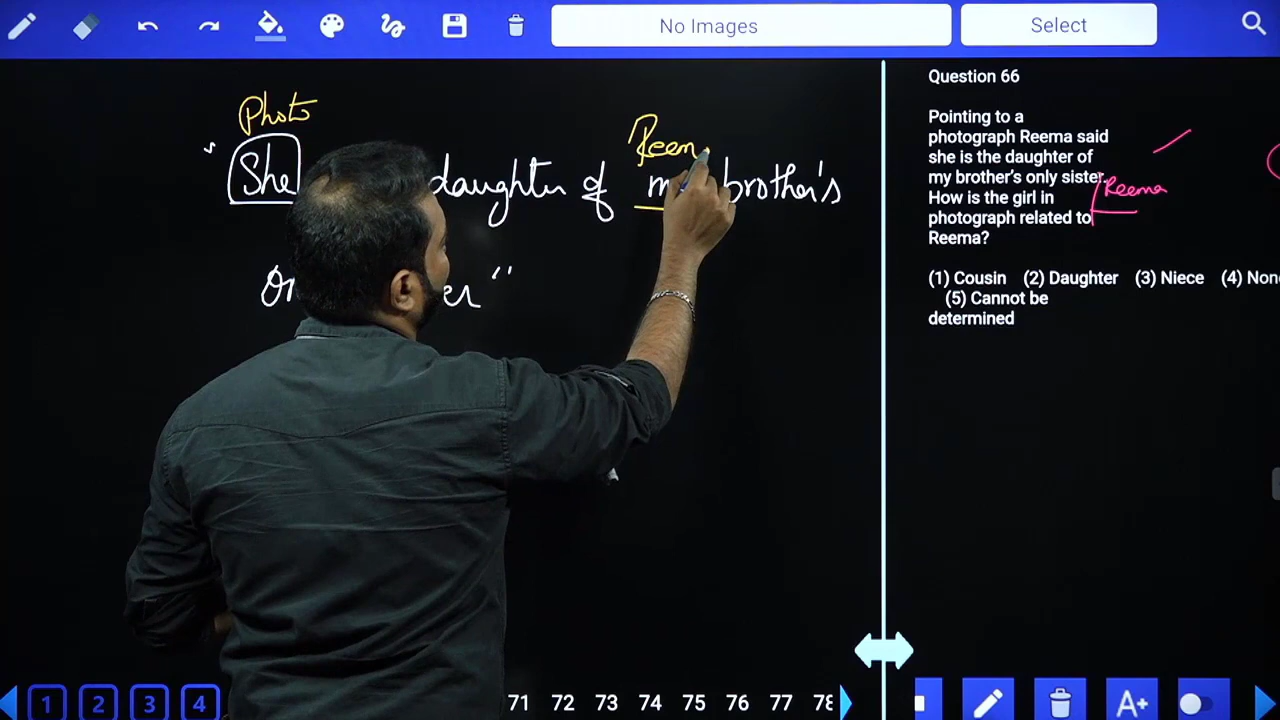 No Images
Select
Photo
Question 66
Pointing to a
photograph Reema said
she is the daughter of
my brother's only sister.
How is the girl in
photograph related to
Reema?
Reema
(1) Cousin (2) Daughter (3) Niece (4) Non
(5) Cannot be
determined
Reem
"She daughter of brother's
"
1 2 3 4 71 72 73 74 75 76 77 78
A+